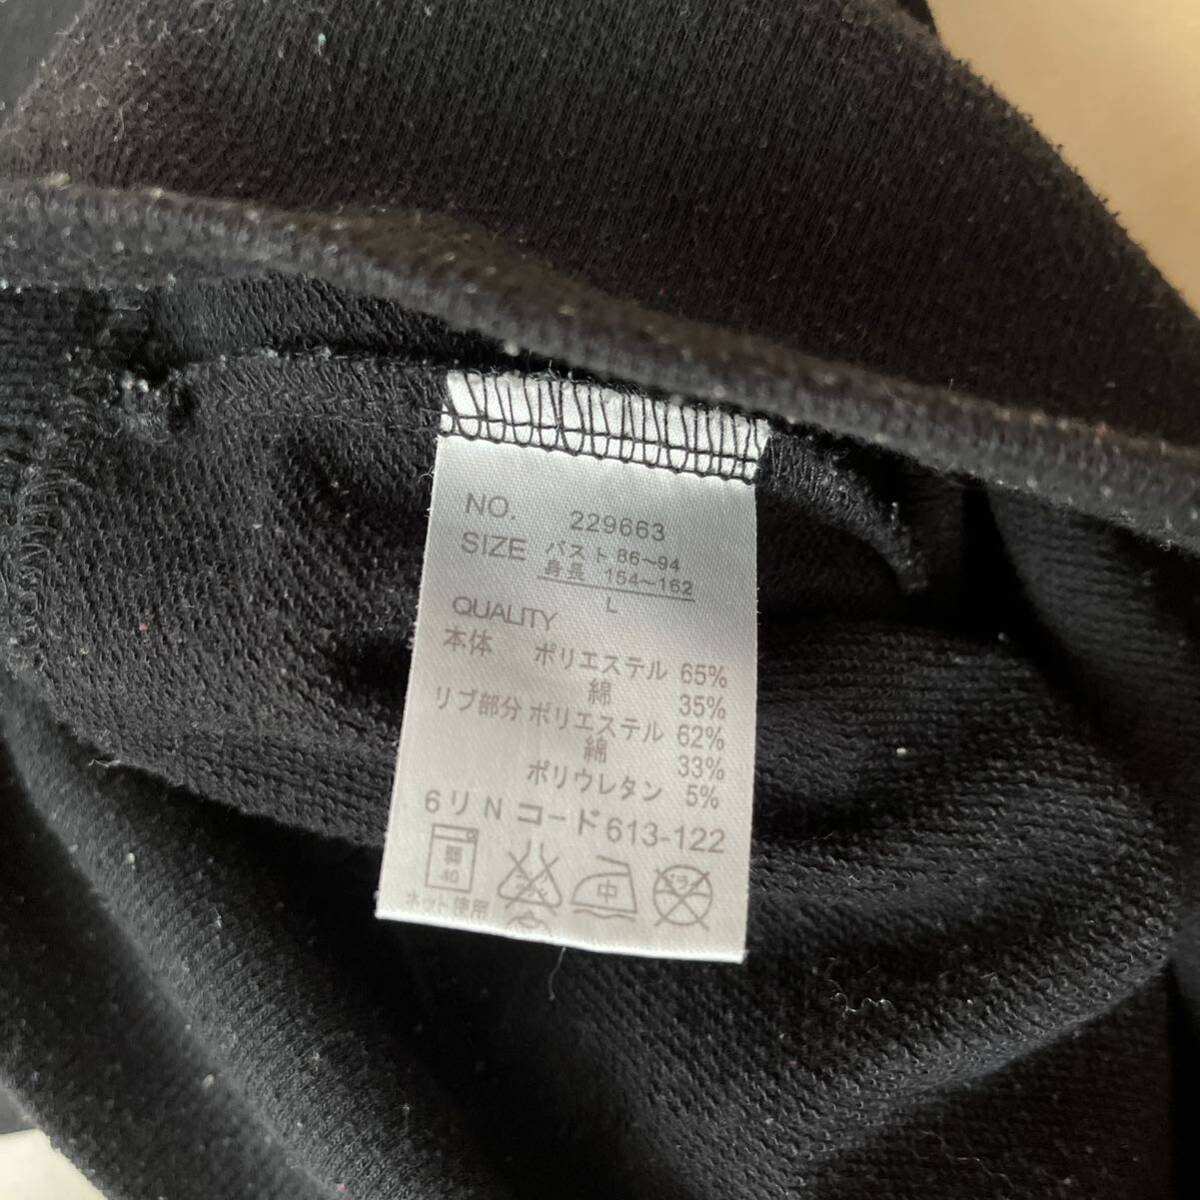 NO. 229663
SIZE バスト 86〜94
身長 154〜162
L
QUALITY
本体 ポリエステル 65%
綿 35%
リブ部分 ポリエステル 62%
綿 33%
ポリウレタン 5%
6リNコード613-122
40 中
ネット使用